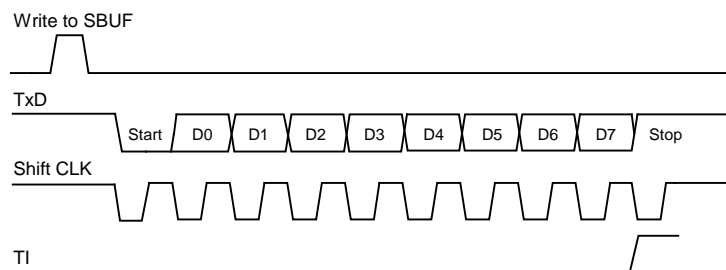 Write to SBUF
TxD
Start D0 D1 D2 D3 D4 D5 D6 D7 Stop
Shift CLK
TI